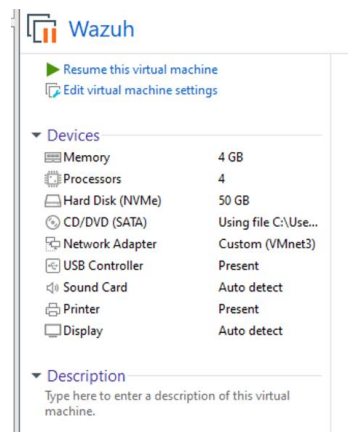 Wazuh
Resume this virtual machine
Edit virtual machine settings
Devices
Memory 4 GB
Processors 4
Hard Disk (NVMe) 50 GB
CD/DVD (SATA) Using file C:\Use...
Network Adapter Custom (VMnet3)
USB Controller Present
Sound Card Auto detect
Printer Present
Display Auto detect
Description
Type here to enter a description of this virtual
machine.